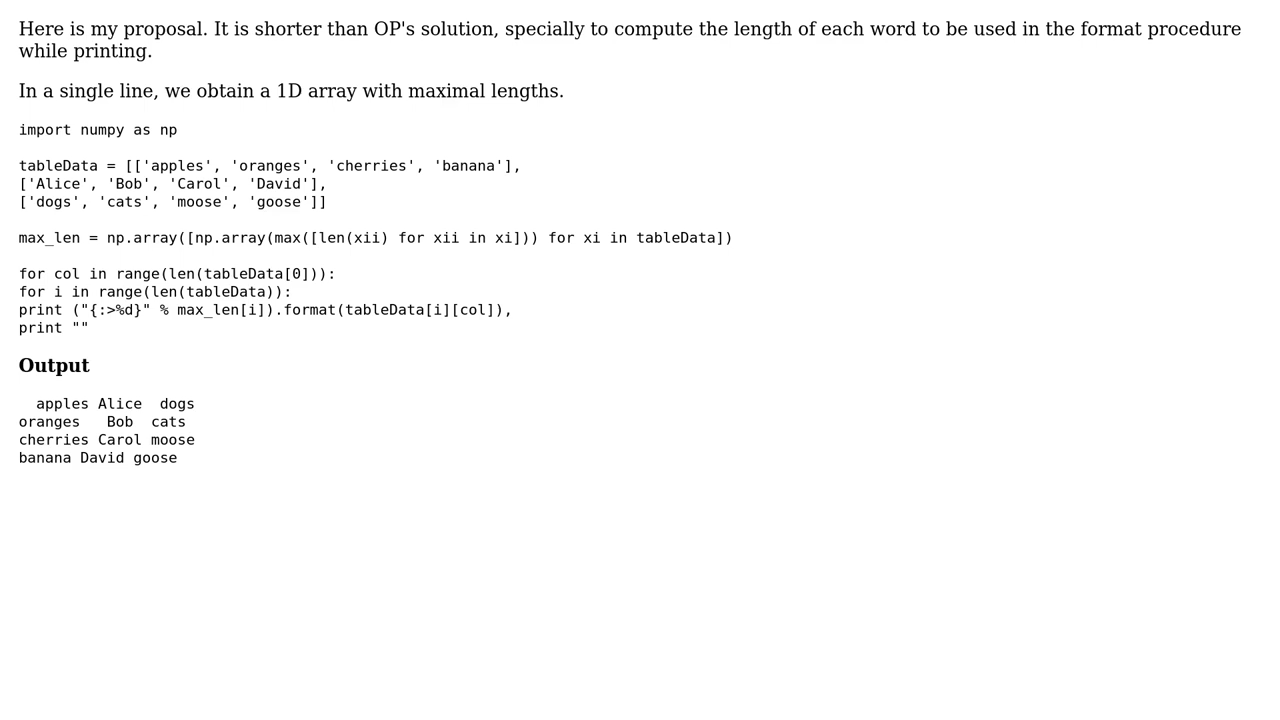 Here is my proposal. It is shorter than OP's solution, specially to compute the length of each word to be used in the format procedure
while printing.
In a single line, we obtain a 1D array with maximal lengths.
import numpy as np
tableData = [['apples', 'oranges', 'cherries', 'banana'],
['Alice', 'Bob', 'Carol', 'David'],
['dogs', 'cats', 'moose', 'goose']]
max_len = np.array([np.array(max([len(xii) for xii in xi])) for xi in tableData])
for col in range(len(tableData[0])):
for i in range(len(tableData)):
print ("{:>%d}" % max_len[i]).format(tableData[i][col]),
print ""
Output
  apples Alice  dogs
oranges   Bob  cats
cherries Carol moose
banana David goose